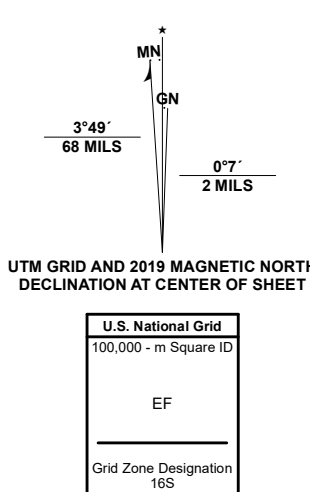 ★
MN
GN
3°49´
68 MILS
0°7´
2 MILS
UTM GRID AND 2019 MAGNETIC NORTH
DECLINATION AT CENTER OF SHEET
U.S. National Grid
100,000 - m Square ID
EF
Grid Zone Designation
16S